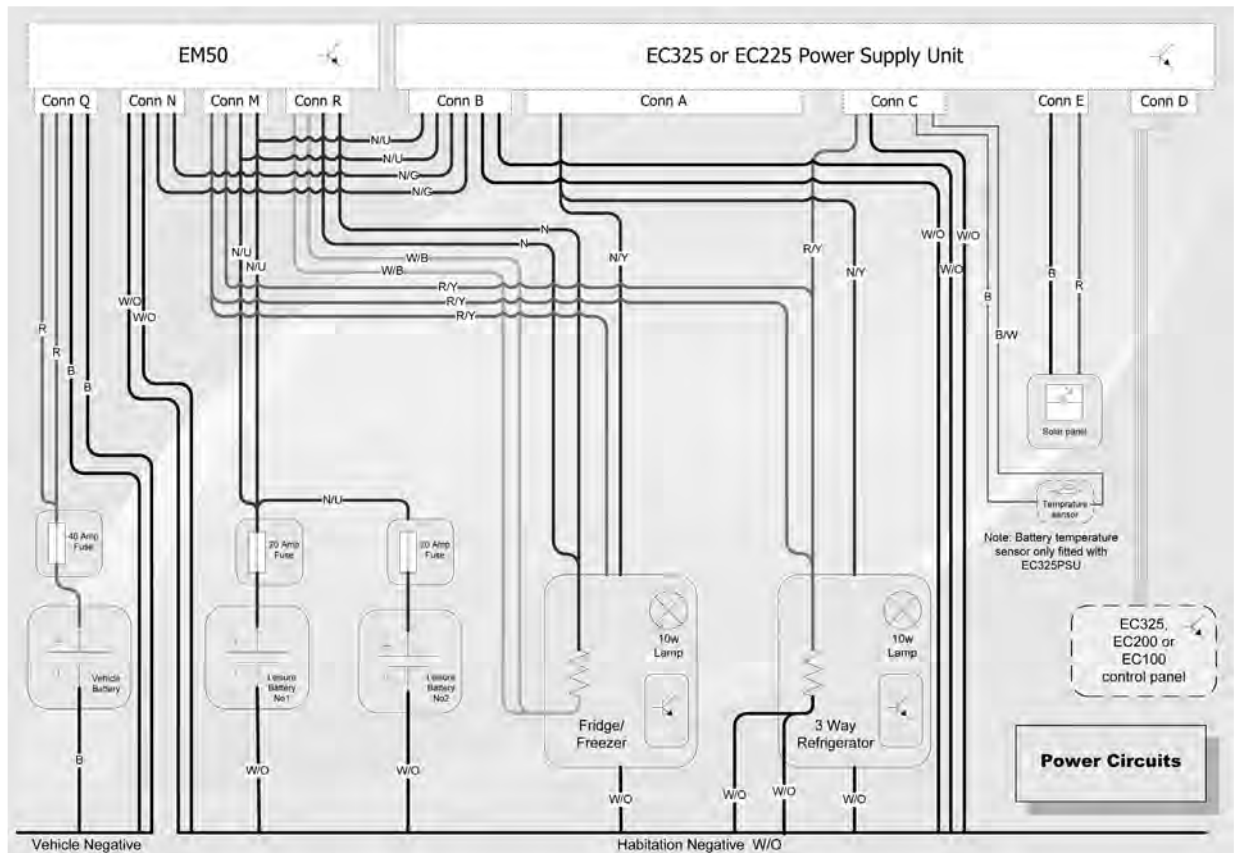 EM50
EC325 or EC225 Power Supply Unit
Conn Q
Conn N
Conn M
Conn R
Conn B
Conn A
Conn C
Conn E
Conn D
N/U
N/U
N/G
N/G
N
N
W/B
W/B
R/Y
R/Y
R/Y
N/U
N/U
N/Y
R/Y
N/Y
W/O
W/O
W/O
B
R
B
B/W
W/O
W/O
R
R
B
B
Solar panel
Temprature
sensor
Note: Battery temperature
sensor only fitted with
EC325PSU
N/U
40 Amp
Fuse
20 Amp
Fuse
20 Amp
Fuse
Vehicle
Battery
Leisure
Battery
No1
Leisure
Battery
No2
10w
Lamp
Fridge/
Freezer
10w
Lamp
3 Way
Refrigerator
EC325,
EC200 or
EC100
control panel
Power Circuits
B
W/O
W/O
W/O
W/O
W/O
W/O
Vehicle Negative
Habitation Negative W/O